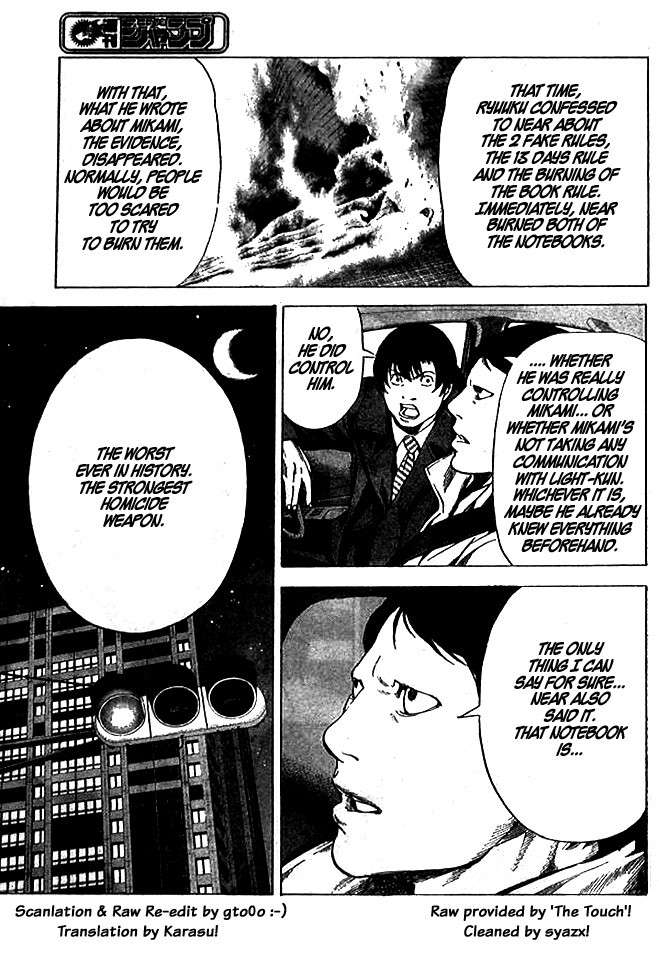 週刊
ジャンプ
THAT TIME,
RYUUKU CONFESSED
TO NEAR ABOUT
THE 2 FAKE RULES,
THE 13 DAYS RULE
AND THE BURNING OF
THE BOOK RULE.
IMMEDIATELY, NEAR
BURNED BOTH OF
THE NOTEBOOKS.
WITH THAT,
WHAT HE WROTE
ABOUT MIKAMI,
THE EVIDENCE,
DISAPPEARED.
NORMALLY, PEOPLE
WOULD BE
TOO SCARED
TO TRY
TO BURN THEM.
.... WHETHER
HE WAS REALLY
CONTROLLING
MIKAMI... OR
WHETHER MIKAMI'S
NOT TAKING ANY
COMMUNICATION
WITH LIGHT-KUN.
WHICHEVER IT IS,
MAYBE HE ALREADY
KNEW EVERYTHING
BEFOREHAND.
NO,
HE DID
CONTROL
HIM.
THE ONLY
THING I CAN
SAY FOR SURE...
NEAR ALSO
SAID IT.
THAT NOTEBOOK
IS...
THE WORST
EVER IN HISTORY.
THE STRONGEST
HOMICIDE
WEAPON.
Scanlation & Raw Re-edit by gto0o :-)
Translation by Karasu!
Raw provided by 'The Touch'!
Cleaned by syazx!